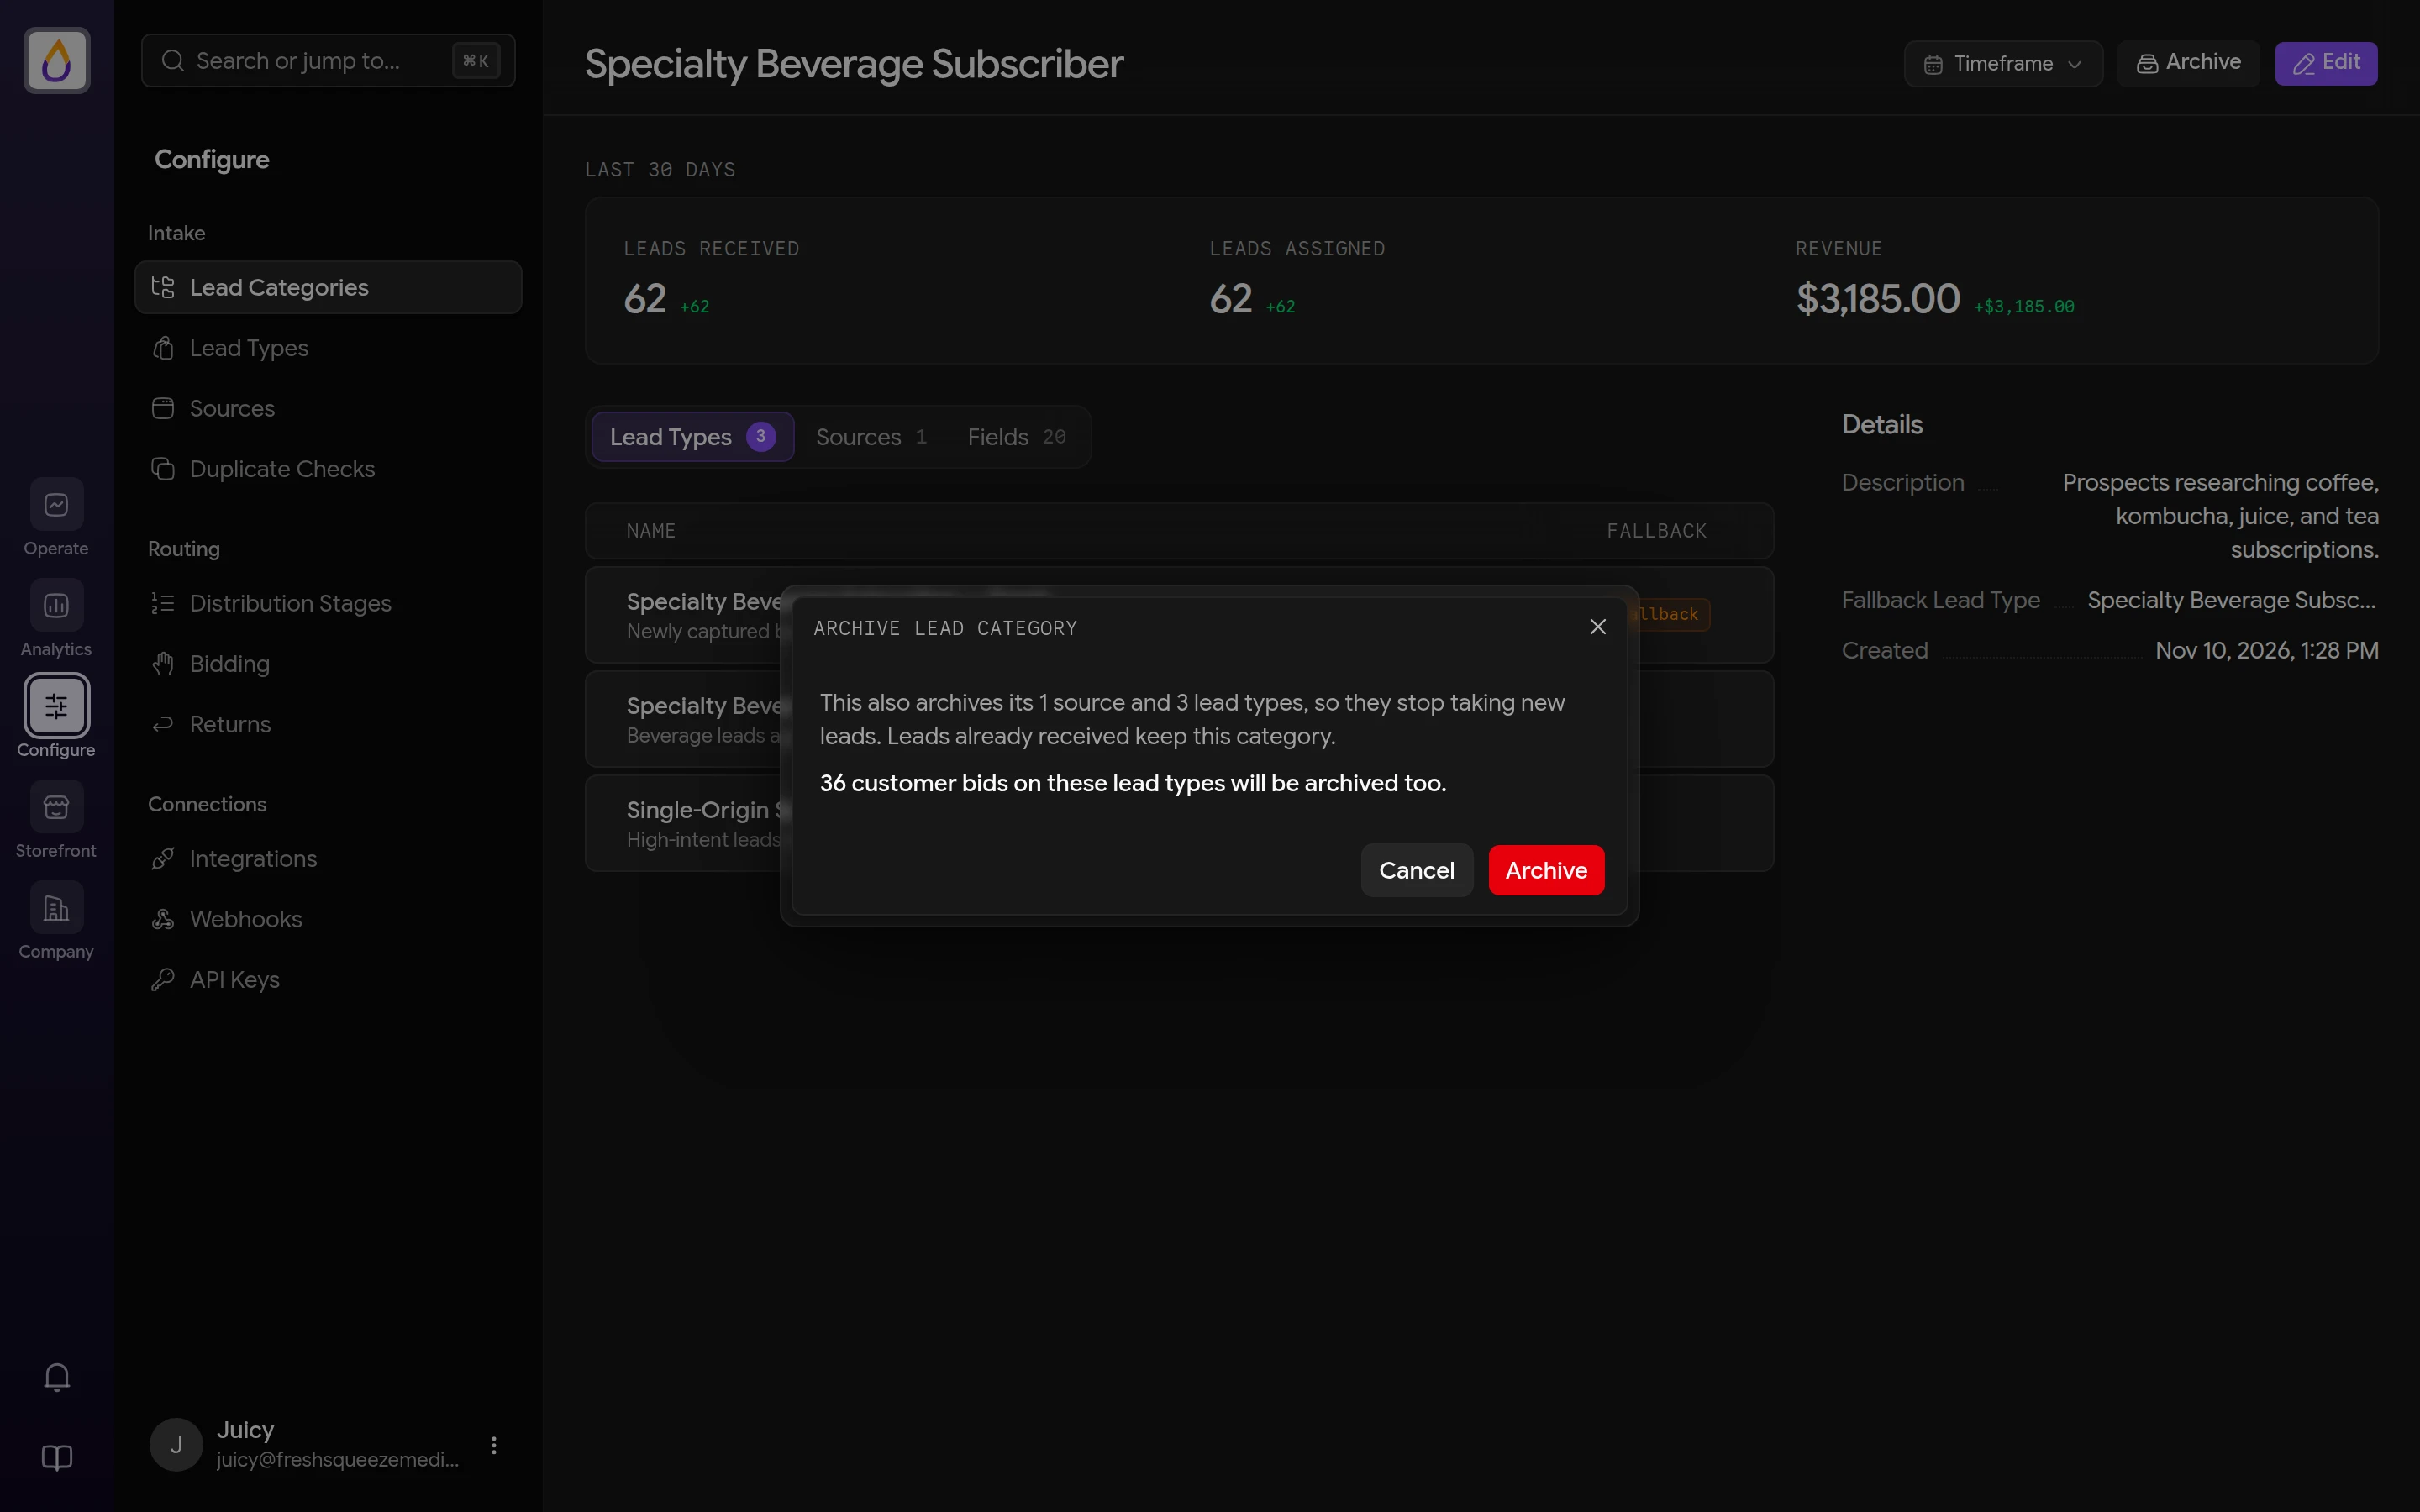 Search or jump to...
⌘K
Configure
Intake
Lead Categories
Lead Types
Sources
Duplicate Checks
Routing
Distribution Stages
Bidding
Returns
Connections
Integrations
Webhooks
API Keys
Operate
Analytics
Configure
Storefront
Company
J
Juicy
juicy@freshsqueezemedi...
Specialty Beverage Subscriber
Timeframe
Archive
Edit
LAST 30 DAYS
LEADS RECEIVED
62 +62
LEADS ASSIGNED
62 +62
REVENUE
$3,185.00 +$3,185.00
Lead Types 3
Sources 1
Fields 20
NAME
FALLBACK
Specialty
Newly captured
Specialty
Beverage leads
Single-Origin
High-intent leads
Details
Description
Prospects researching coffee,
kombucha, juice, and tea
subscriptions.
Fallback Lead Type
Specialty Beverage Subsc...
Created
Nov 10, 2026, 1:28 PM
ARCHIVE LEAD CATEGORY
This also archives its 1 source and 3 lead types, so they stop taking new
leads. Leads already received keep this category.
36 customer bids on these lead types will be archived too.
Cancel
Archive